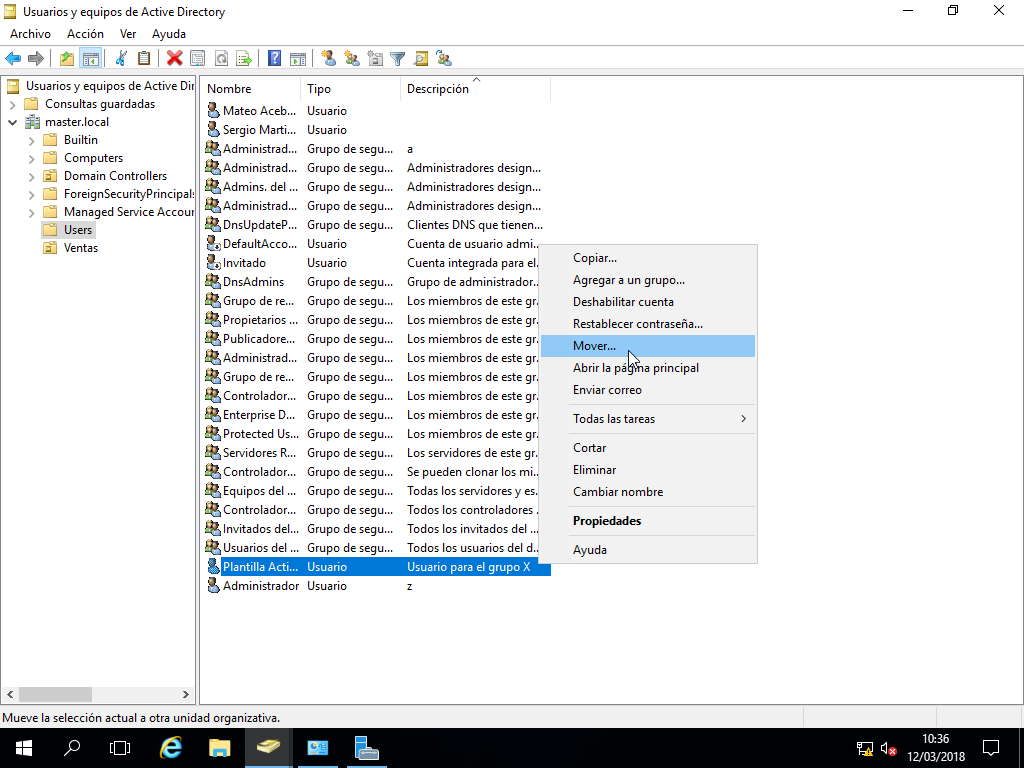 Usuarios y equipos de Active Directory
Archivo Acción Ver Ayuda
Usuarios y equipos de Active Dir
Consultas guardadas
master.local
Builtin
Computers
Domain Controllers
ForeignSecurityPrincipals
Managed Service Accour
Users
Ventas
Nombre Tipo Descripción
Mateo Aceb... Usuario
Sergio Marti... Usuario
Administrad... Grupo de segu... a
Administrad... Grupo de segu... Administradores design...
Admins. del ... Grupo de segu... Administradores design...
Administrad... Grupo de segu... Administradores design...
DnsUpdateP... Grupo de segu... Clientes DNS que tienen...
DefaultAcco... Usuario Cuenta de usuario admi...
Invitado Usuario Cuenta integrada para el.
DnsAdmins Grupo de segu... Grupo de administrador..
Grupo de re... Grupo de segu... Los miembros de este gr.
Propietarios ... Grupo de segu... Los miembros de este gr.
Publicadore... Grupo de segu... Los miembros de este gr.
Administrad... Grupo de segu... Los miembros de este gr.
Grupo de re... Grupo de segu... Los miembros de este gr.
Controlador... Grupo de segu... Los miembros de este gr.
Enterprise D... Grupo de segu... Los miembros de este gr.
Protected Us... Grupo de segu... Los miembros de este gr.
Servidores R... Grupo de segu... Los servidores de este gr.
Controlador... Grupo de segu... Se pueden clonar los mi..
Equipos del ... Grupo de segu... Todas los servidores y es.
Controlador... Grupo de segu... Todos los controladores .
Invitados del... Grupo de segu... Todos los invitados del ...
Usuarios del ... Grupo de segu... Todos los usuarios del d..
Plantilla Acti... Usuario Usuario para el grupo X
Administrador Usuario z
Copiar...
Agregar a un grupo...
Deshabilitar cuenta
Restablecer contraseña...
Mover...
Abrir la página principal
Enviar correo
Todas las tareas
Cortar
Eliminar
Cambiar nombre
Propiedades
Ayuda
Mueve la selección actual a otra unidad organizativa.
10:36
12/03/2018